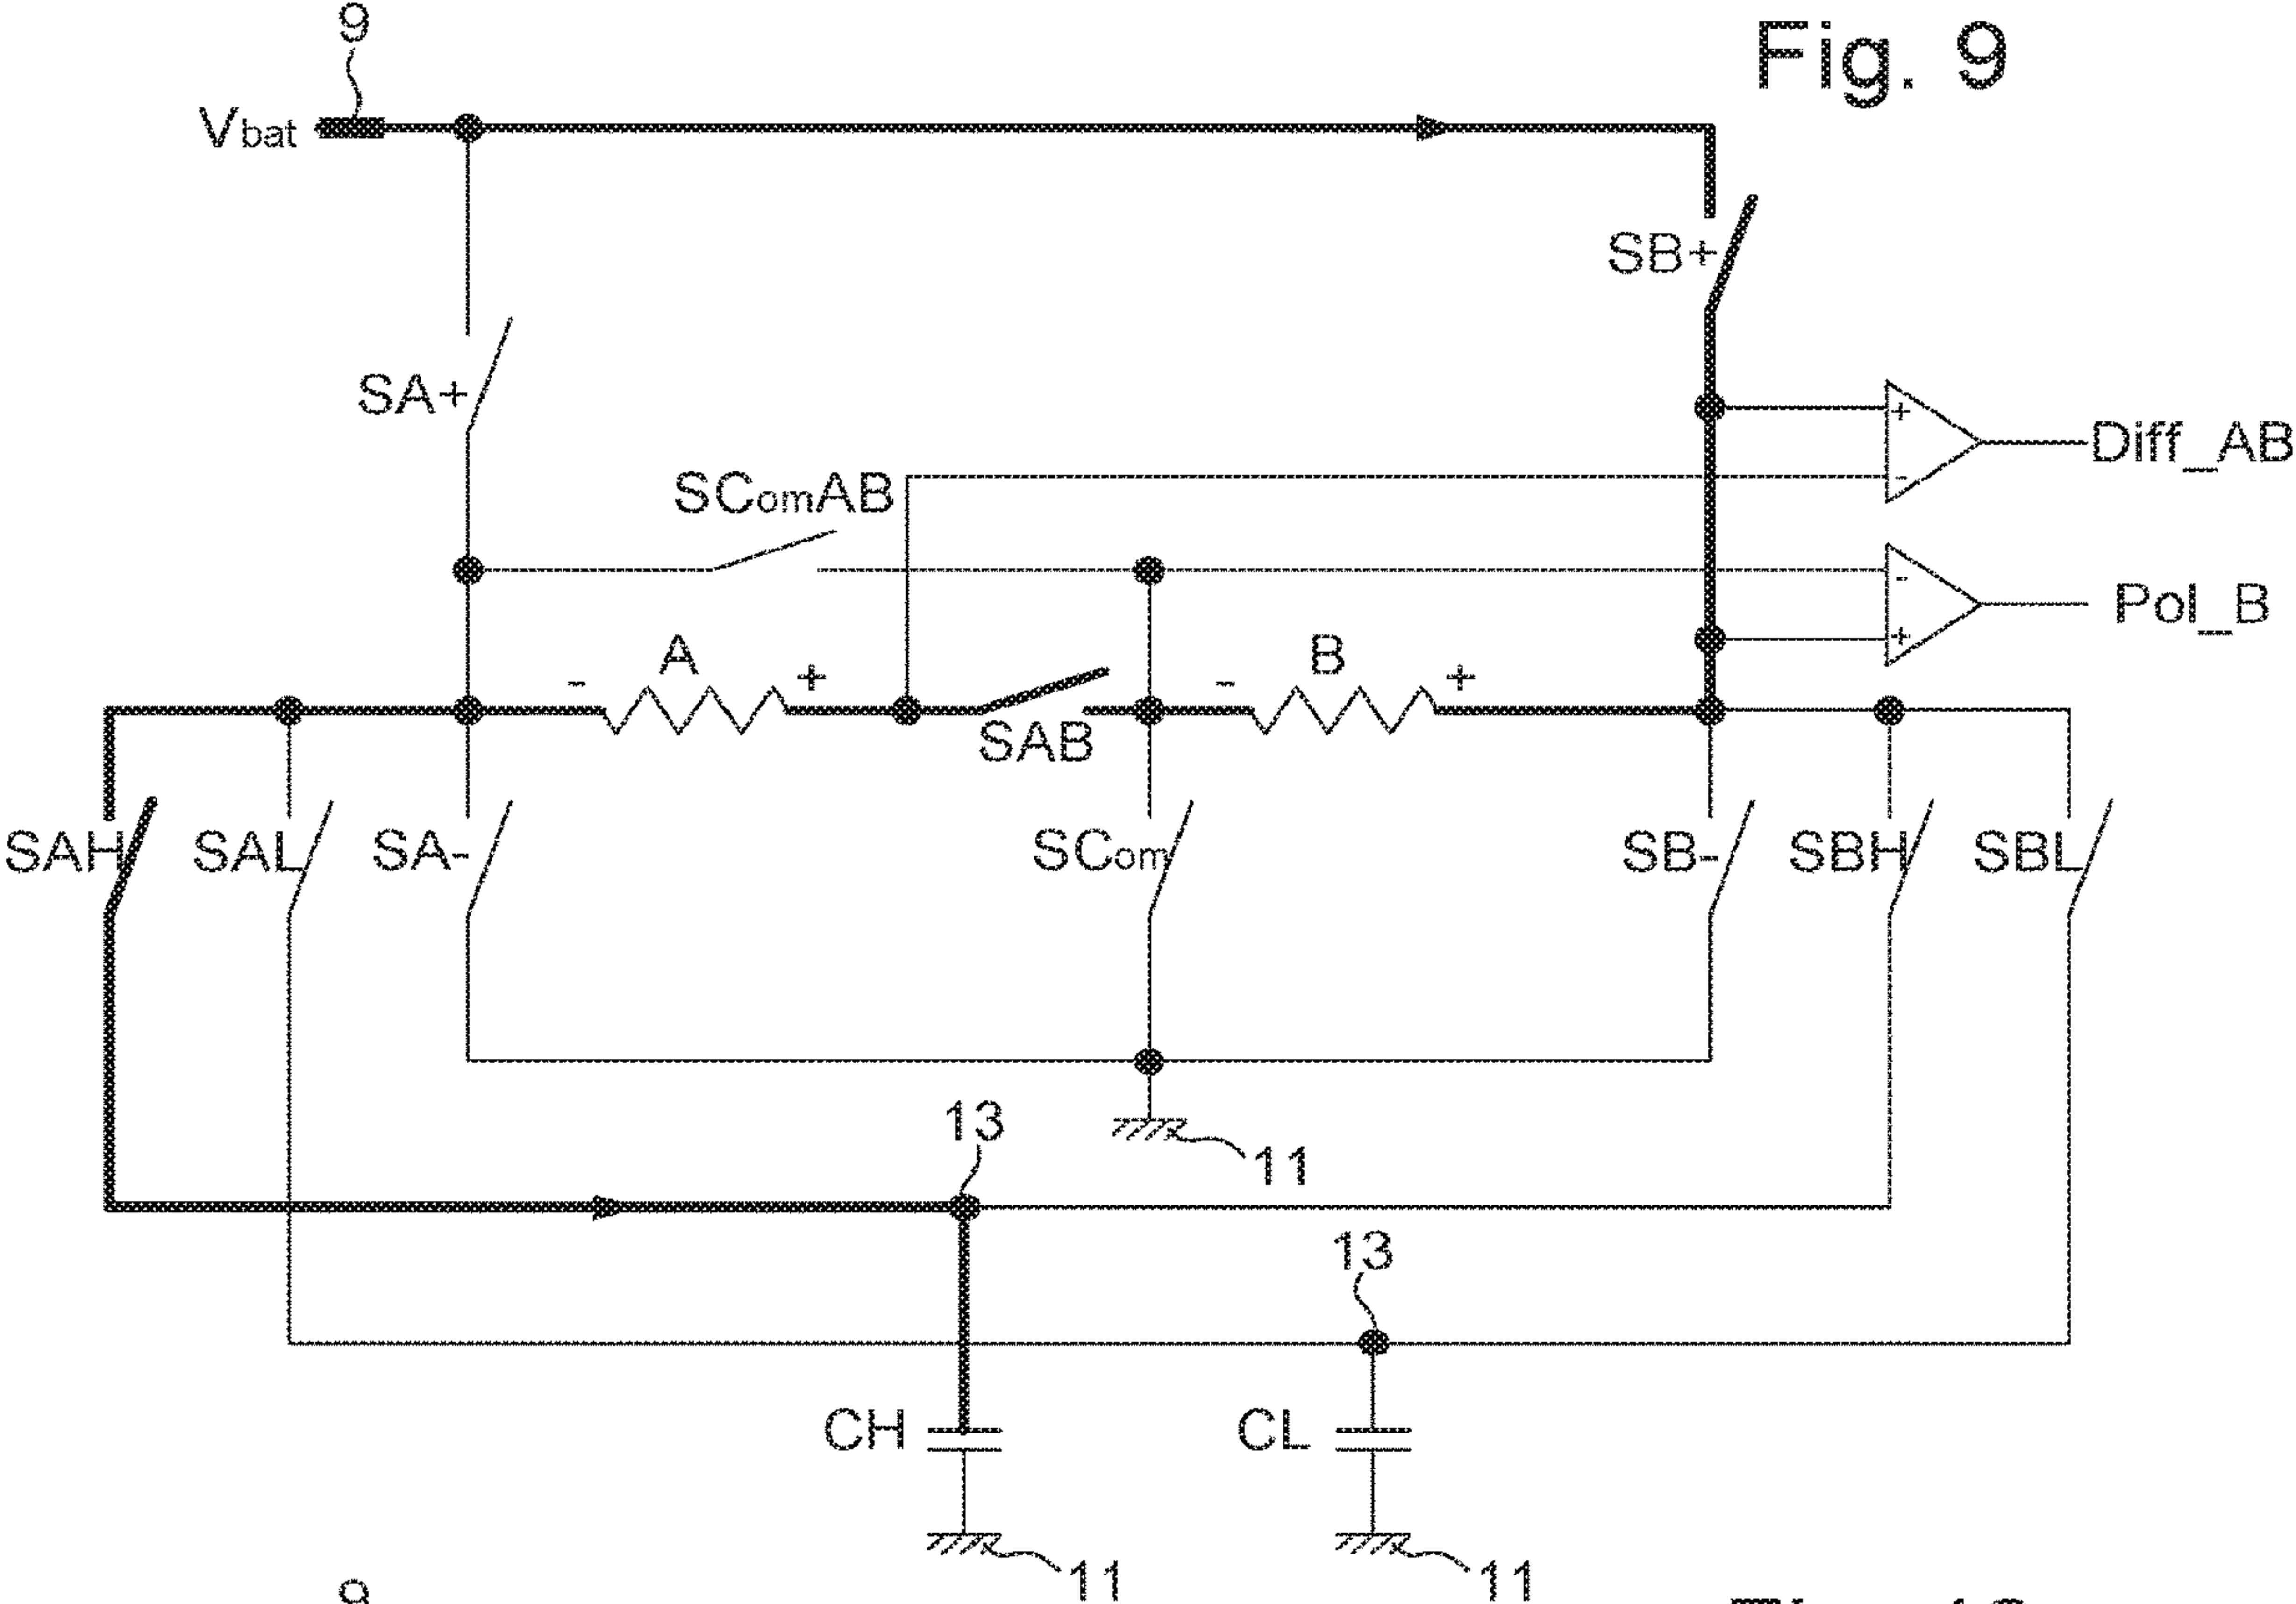 9
Fig. 9
Vbat
SB+
SA+
+
-
Diff_AB
SComAB
-
+
Pol_B
- A +
SAB
- B +
SAH
SAL
SA-
SCom
SB-
SBH
SBL
11
13
13
CH
CL
11
11